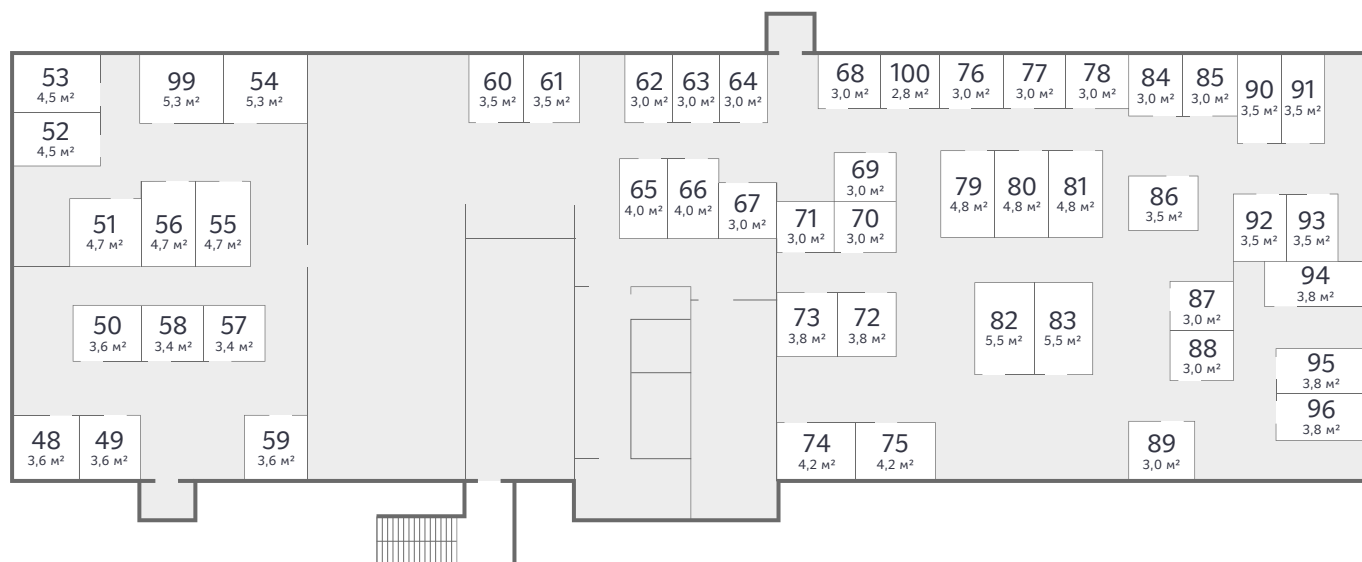 53
4,5 м²
52
4,5 м²
99
5,3 м²
54
5,3 м²
60
3,5 м²
61
3,5 м²
62
3,0 м²
63
3,0 м²
64
3,0 м²
68
3,0 м²
100
2,8 м²
76
3,0 м²
77
3,0 м²
78
3,0 м²
84
3,0 м²
85
3,0 м²
90
3,5 м²
91
3,5 м²
51
4,7 м²
56
4,7 м²
55
4,7 м²
65
4,0 м²
66
4,0 м²
67
3,0 м²
69
3,0 м²
71
3,0 м²
70
3,0 м²
79
4,8 м²
80
4,8 м²
81
4,8 м²
86
3,5 м²
92
3,5 м²
93
3,5 м²
94
3,8 м²
50
3,6 м²
58
3,4 м²
57
3,4 м²
73
3,8 м²
72
3,8 м²
82
5,5 м²
83
5,5 м²
87
3,0 м²
88
3,0 м²
95
3,8 м²
96
3,8 м²
48
3,6 м²
49
3,6 м²
59
3,6 м²
74
4,2 м²
75
4,2 м²
89
3,0 м²